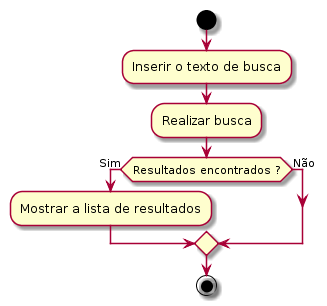 Inserir o texto de busca
Realizar busca
Sim
Resultados encontrados ?
Não
Mostrar a lista de resultados